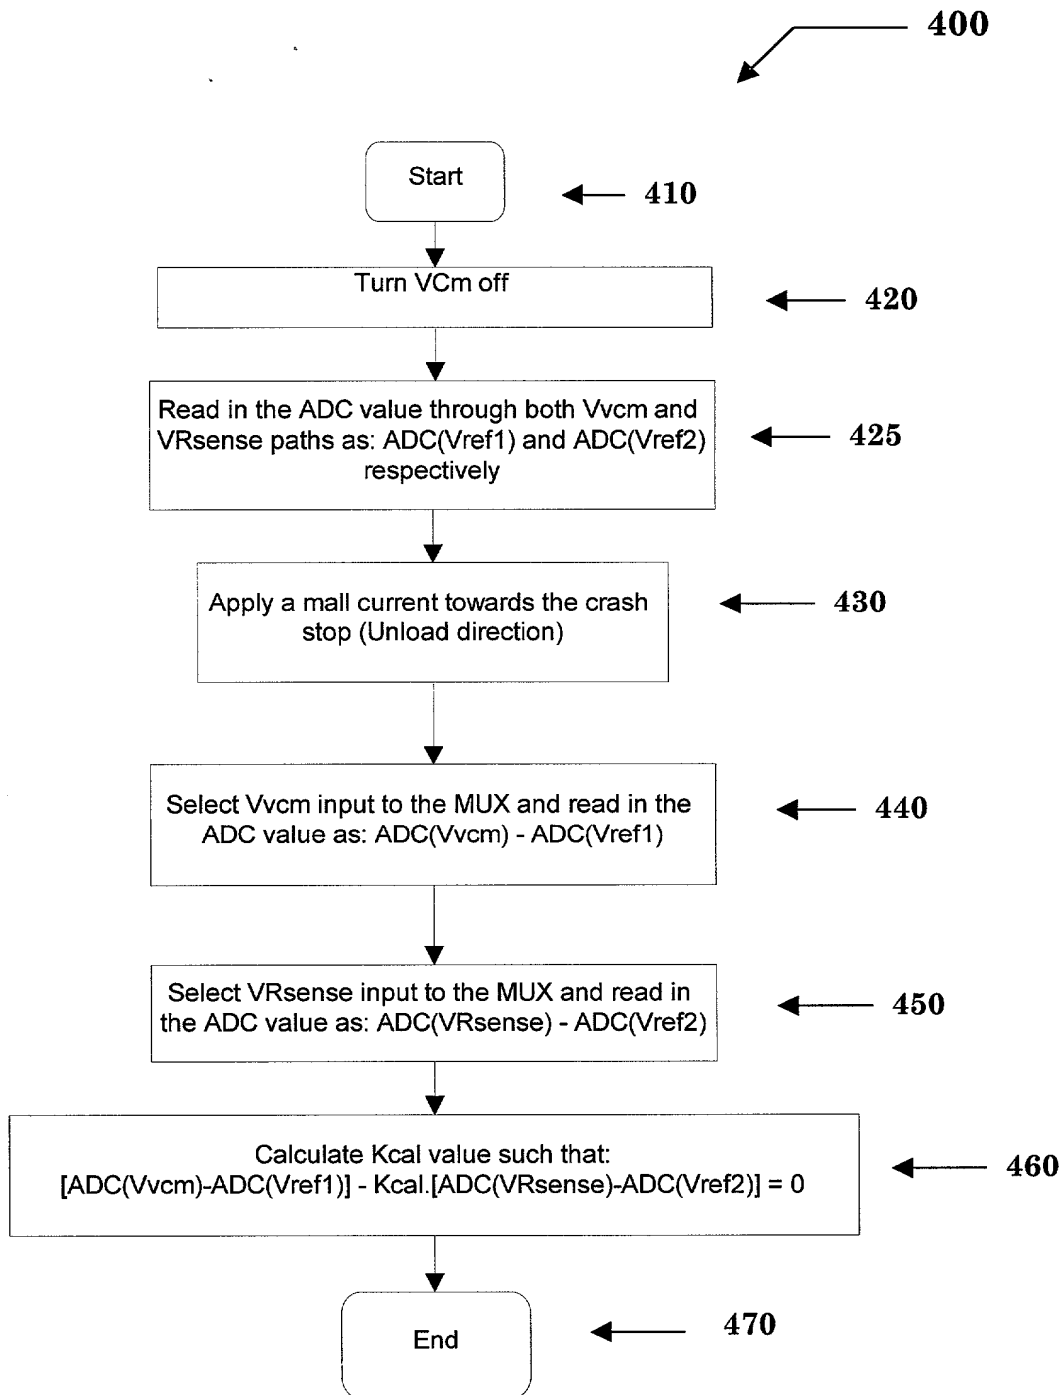 400
Start
410
Turn VCm off
420
Read in the ADC value through both Vvcm and
VRsense paths as: ADC(Vref1) and ADC(Vref2)
respectively
425
Apply a mall current towards the crash
stop (Unload direction)
430
Select Vvcm input to the MUX and read in the
ADC value as: ADC(Vvcm) - ADC(Vref1)
440
Select VRsense input to the MUX and read in
the ADC value as: ADC(VRsense) - ADC(Vref2)
450
Calculate Kcal value such that:
[ADC(Vvcm)-ADC(Vref1)] - Kcal.[ADC(VRsense)-ADC(Vref2)] = 0
460
End
470